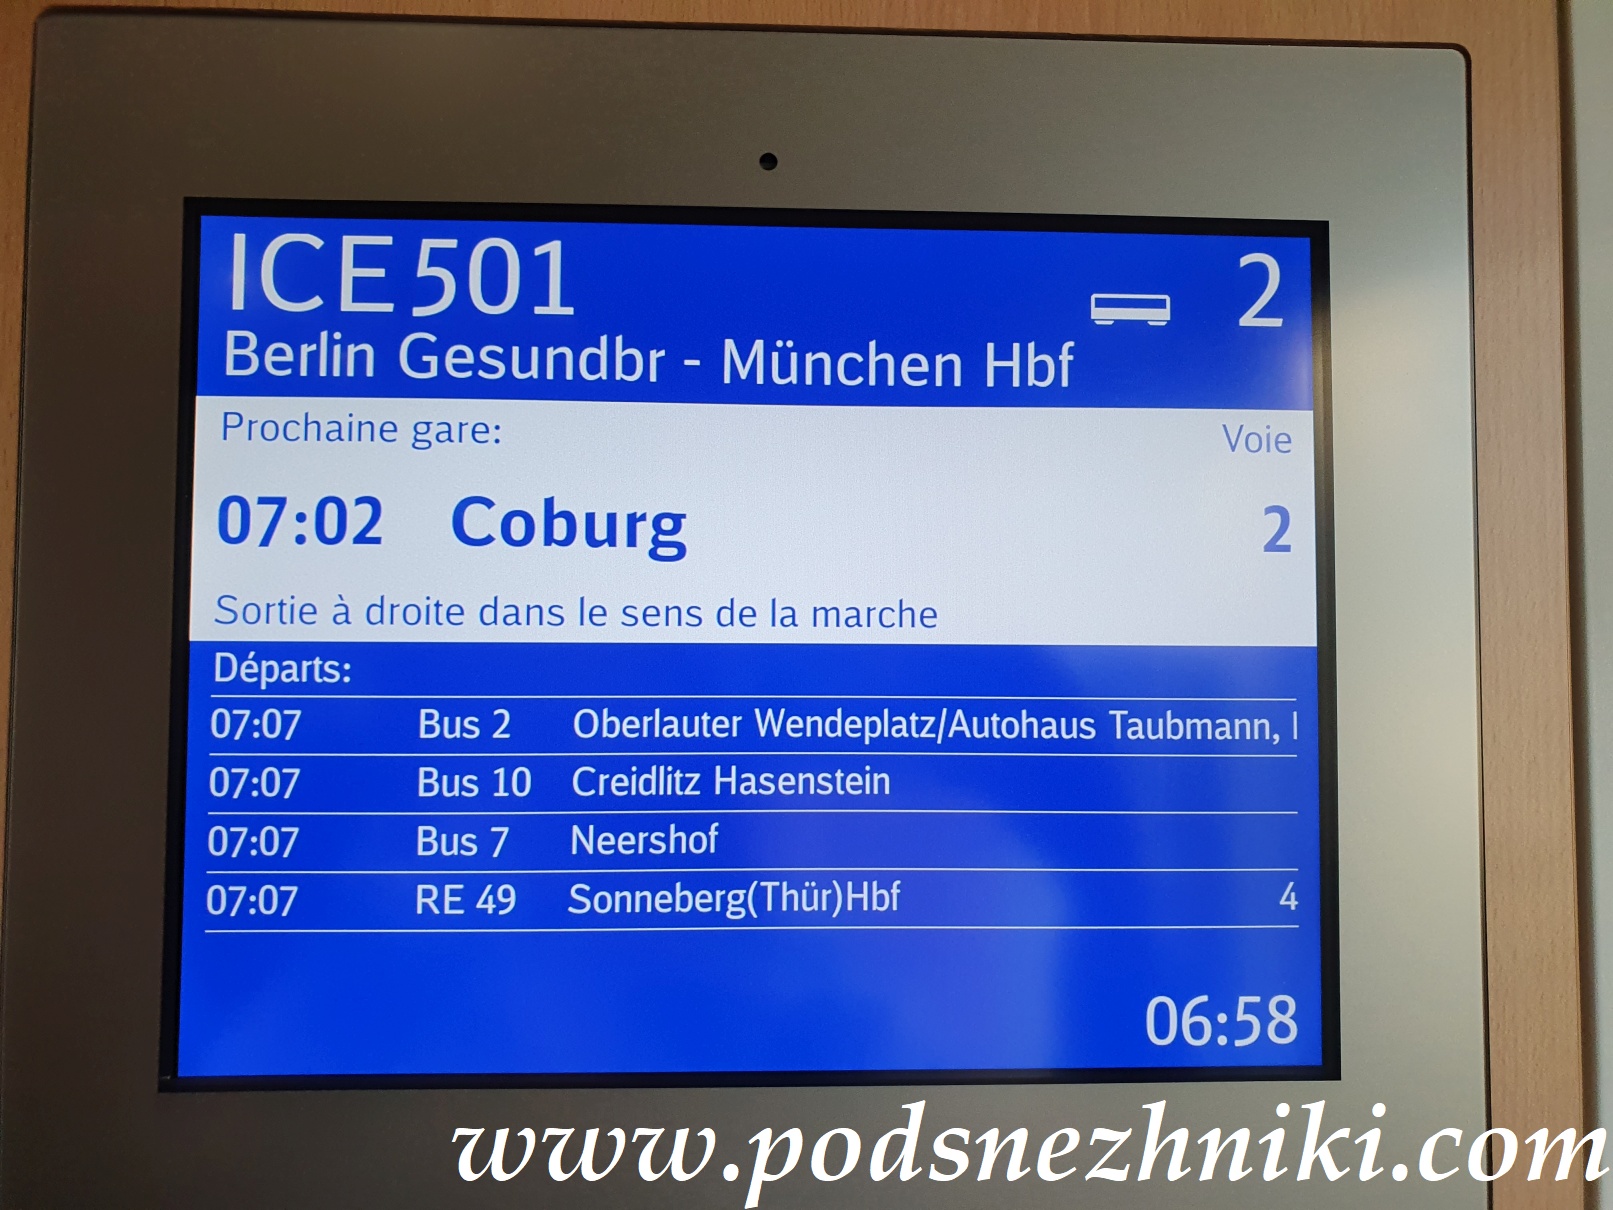 ICE 501
2
Berlin Gesundbr - München Hbf
Prochaine gare:
Voie
07:02 Coburg 2
Sortie à droite dans le sens de la marche
Départs:
07:07 Bus 2 Oberlauter Wendeplatz/Autohaus Taubmann,
07:07 Bus 10 Creidlitz Hasenstein
07:07 Bus 7 Neershof
07:07 RE 49 Sonneberg(Thür)Hbf 4
06:58
www.podsnezhniki.com